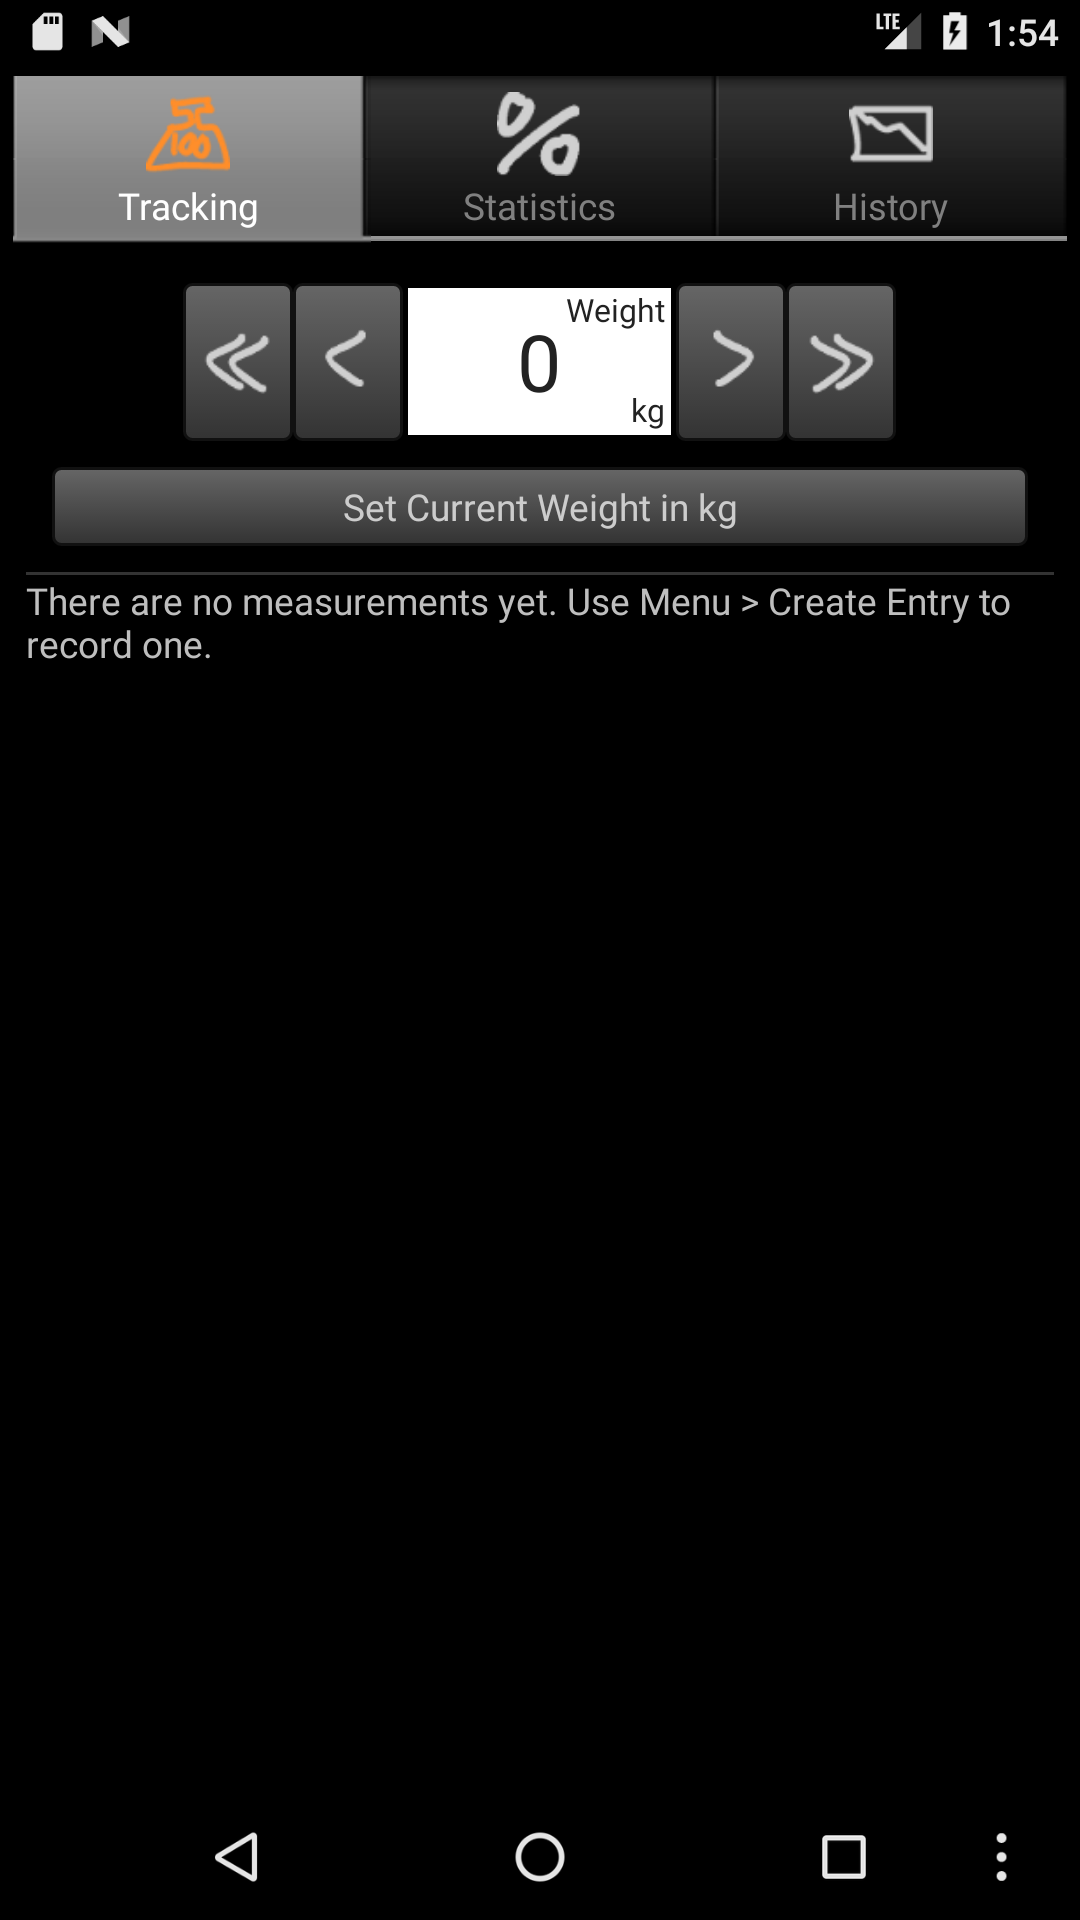 LTE 1:54
100
Tracking
Statistics
History
Weight
0
kg
Set Current Weight in kg
There are no measurements yet. Use Menu > Create Entry to
record one.